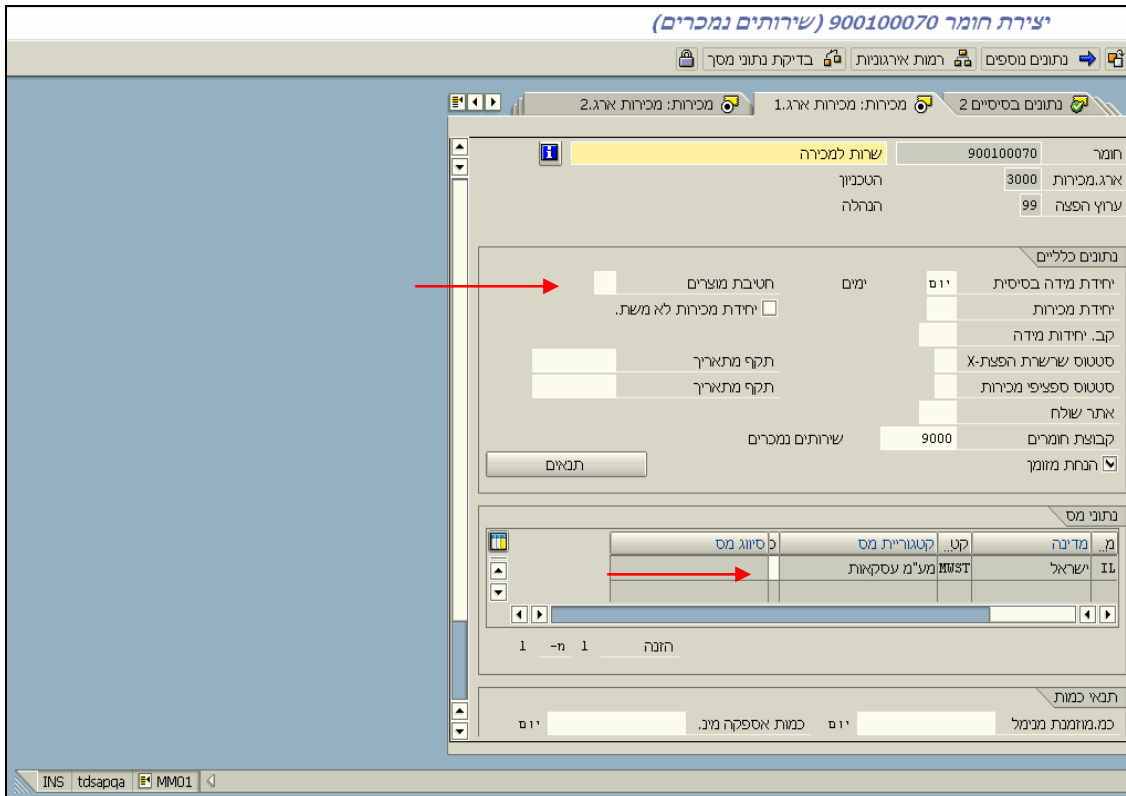 יצירת חומר 900100070 (שירותים נמכרים)
נתונים נוספים רמות אירגוניות בדיקת נתוני מסך
נתונים בסיסיים 2 מכירות: מכירות ארג.1 מכירות: מכירות ארג.2
חומר 900100070 שרות למכירה
ארג.מכירות 3000 הטכניון
ערוץ הפצה 99 הנהלה
נתונים כלליים
יחידת מידה בסיסית יום ימים חטיבת מוצרים
יחידת מכירות יחידת מכירות לא משת.
קב. יחידות מידה
סטטוס שרשרת הפצת-X תקף מתאריך
סטטוס ספציפי מכירות תקף מתאריך
אתר שולח
קבוצת חומרים 9000 שירותים נמכרים
הנחת מזומן תנאים
נתוני מס
מ.. מדינה קט.. קטגוריית מס כ סיווג מס
IL ישראל MWST מע"מ עסקאות
הזנה 1 מ- 1
תנאי כמות
כמ.מוזמנת מנימל יום כמות אספקה מינ. יום
MM01 tdsapqa INS